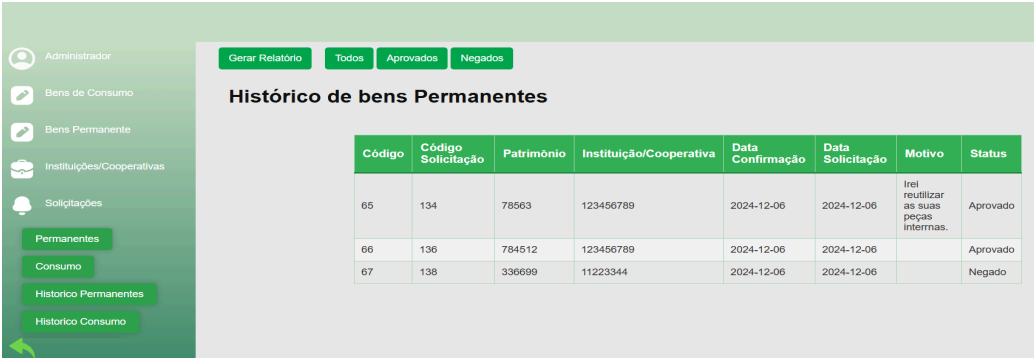 Administrador
Bens de Consumo
Bens Permanente
Instituições/Cooperativas
Soliçitações
Permanentes
Consumo
Historico Permanentes
Historico Consumo
Gerar Relatório Todos Aprovados Negados
Histórico de bens Permanentes
Código Código Solicitação Patrimônio Instituição/Cooperativa Data Confirmação Data Solicitação Motivo Status
65 134 78563 123456789 2024-12-06 2024-12-06 Irei reutilizar as suas peças interrnas. Aprovado
66 136 784512 123456789 2024-12-06 2024-12-06 Aprovado
67 138 336699 11223344 2024-12-06 2024-12-06 Negado